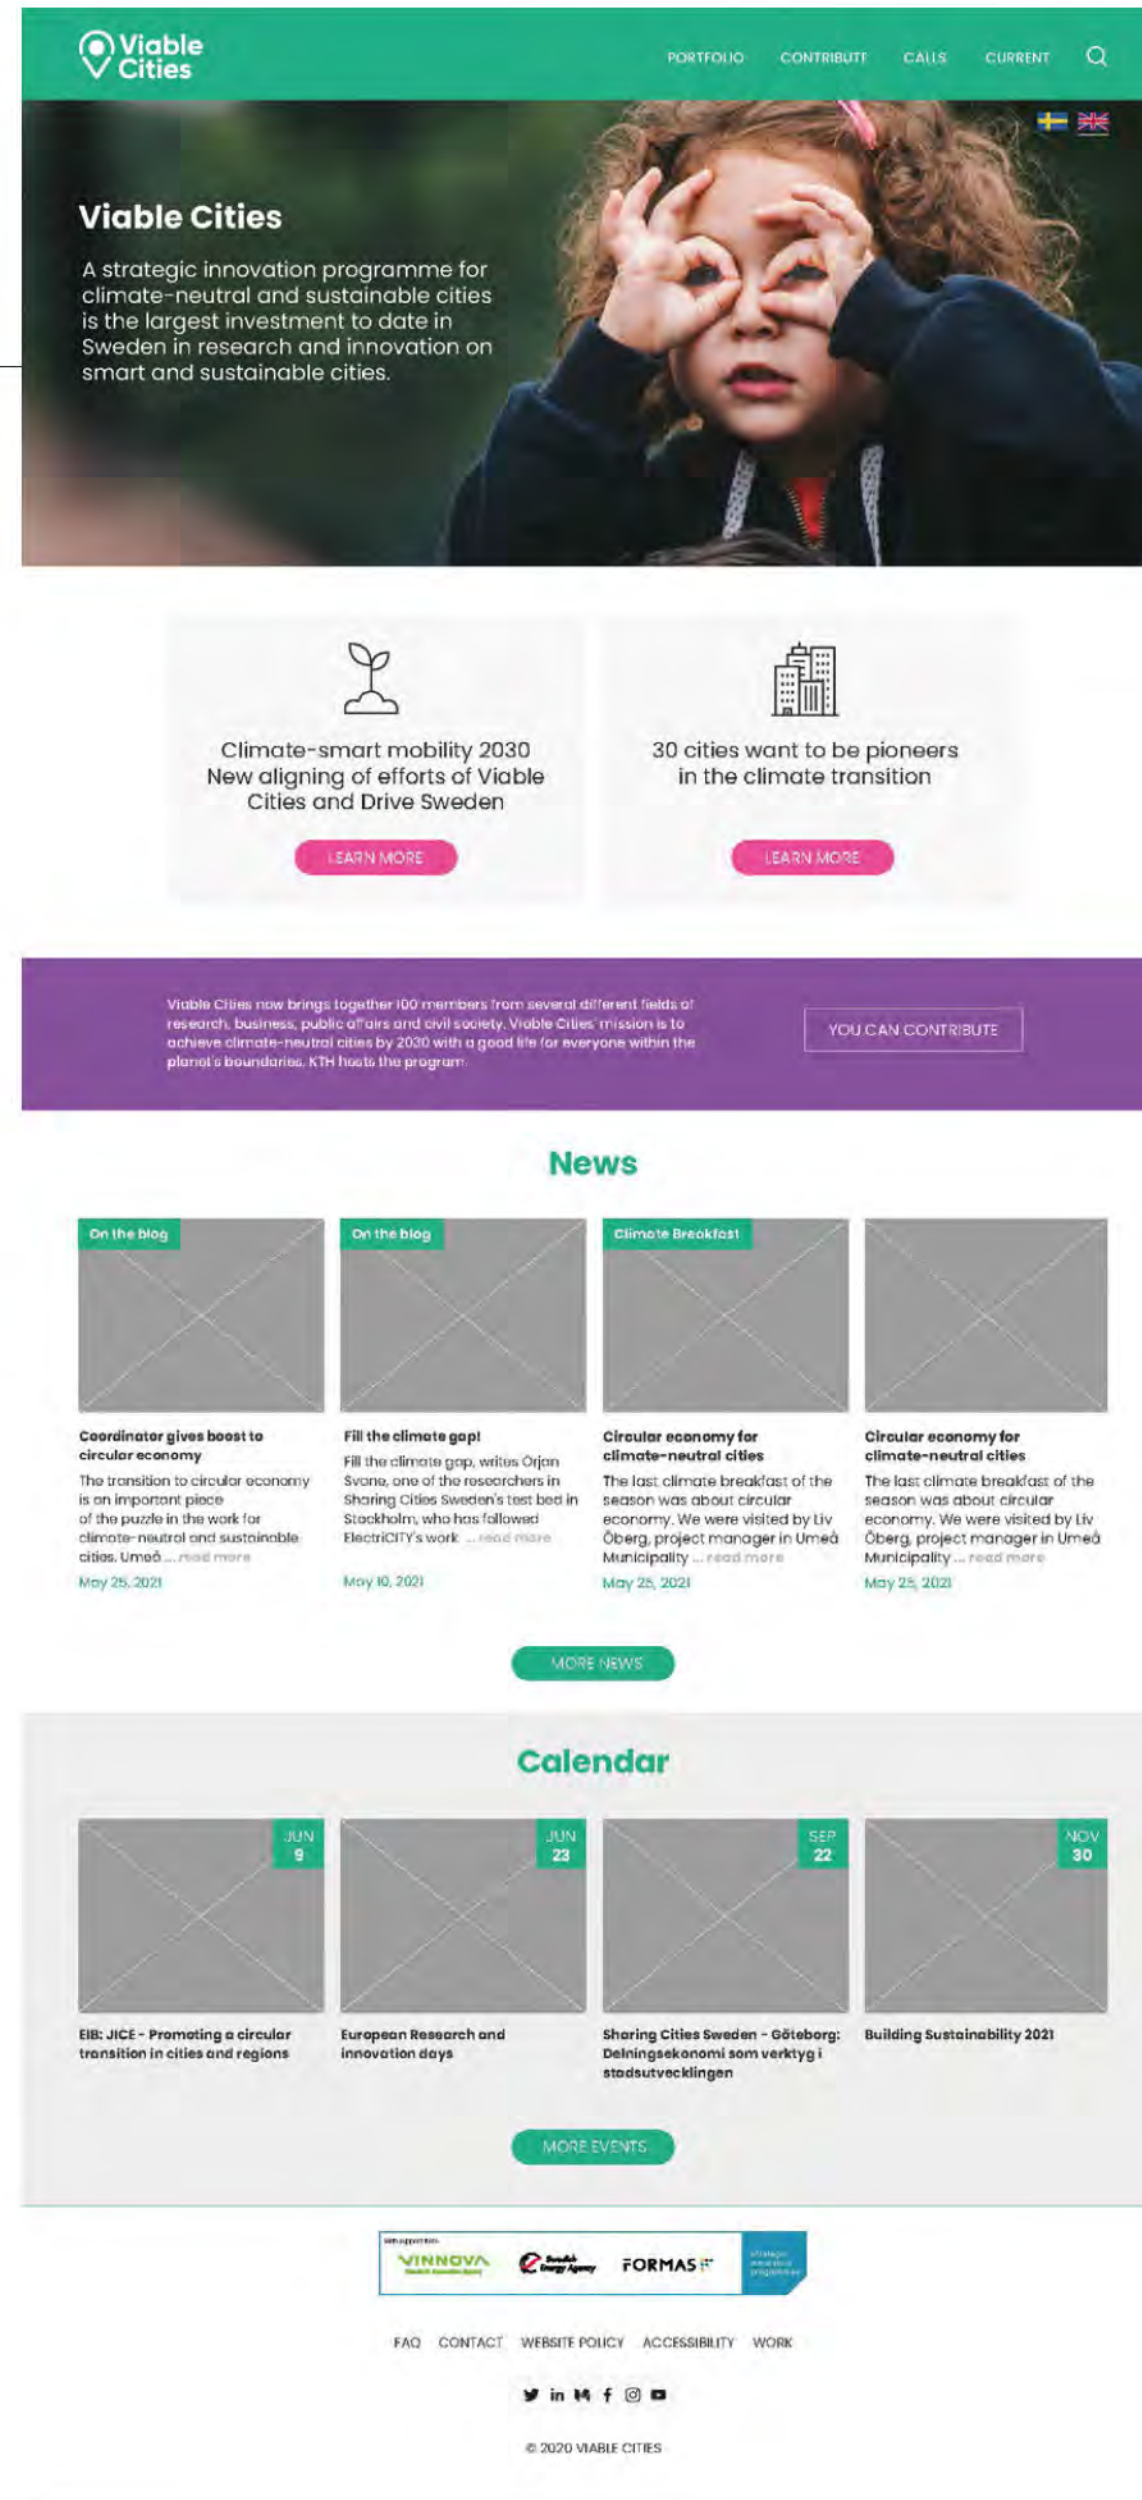 Viable
Cities
PORTFOLIO CONTRIBUTE CALLS CURRENT
Viable Cities
A strategic innovation programme for
climate-neutral and sustainable cities
is the largest investment to date in
Sweden in research and innovation on
smart and sustainable cities.
Climate-smart mobility 2030
New aligning of efforts of Viable
Cities and Drive Sweden
LEARN MORE
30 cities want to be pioneers
in the climate transition
LEARN MORE
Viable Cities now brings together 100 members from several different fields of
research, business, public affairs and civil society. Viable Cities' mission is to
achieve climate-neutral cities by 2030 with a good life for everyone within the
planet's boundaries. KTH hosts the program.
YOU CAN CONTRIBUTE
News
On the blog
Coordinator gives boost to
circular economy
The transition to circular economy
is an important piece
of the puzzle in the work for
climate-neutral and sustainable
cities. Umeå ... read more
May 25, 2021
On the blog
Fill the climate gap!
Fill the climate gap, writes Örjan
Svane, one of the researchers in
Sharing Cities Sweden's test bed in
Stockholm, who has followed
ElectriCITY's work ... read more
May 10, 2021
Climate Breakfast
Circular economy for
climate-neutral cities
The last climate breakfast of the
season was about circular
economy. We were visited by Liv
Öberg, project manager in Umeå
Municipality ... read more
May 25, 2021
Circular economy for
climate-neutral cities
The last climate breakfast of the
season was about circular
economy. We were visited by Liv
Öberg, project manager in Umeå
Municipality ... read more
May 25, 2021
MORE NEWS
Calendar
JUN
9
EIB: JICE - Promoting a circular
transition in cities and regions
JUN
23
European Research and
innovation days
SEP
22
Sharing Cities Sweden - Göteborg:
Delningsekonomi som verktyg i
stadsutvecklingen
NOV
30
Building Sustainability 2021
MORE EVENTS
With support from
VINNOVA
Swedish
Energy Agency
FORMAS
strategic
innovation
programmes
FAQ CONTACT WEBSITE POLICY ACCESSIBILITY WORK
© 2020 VIABLE CITIES